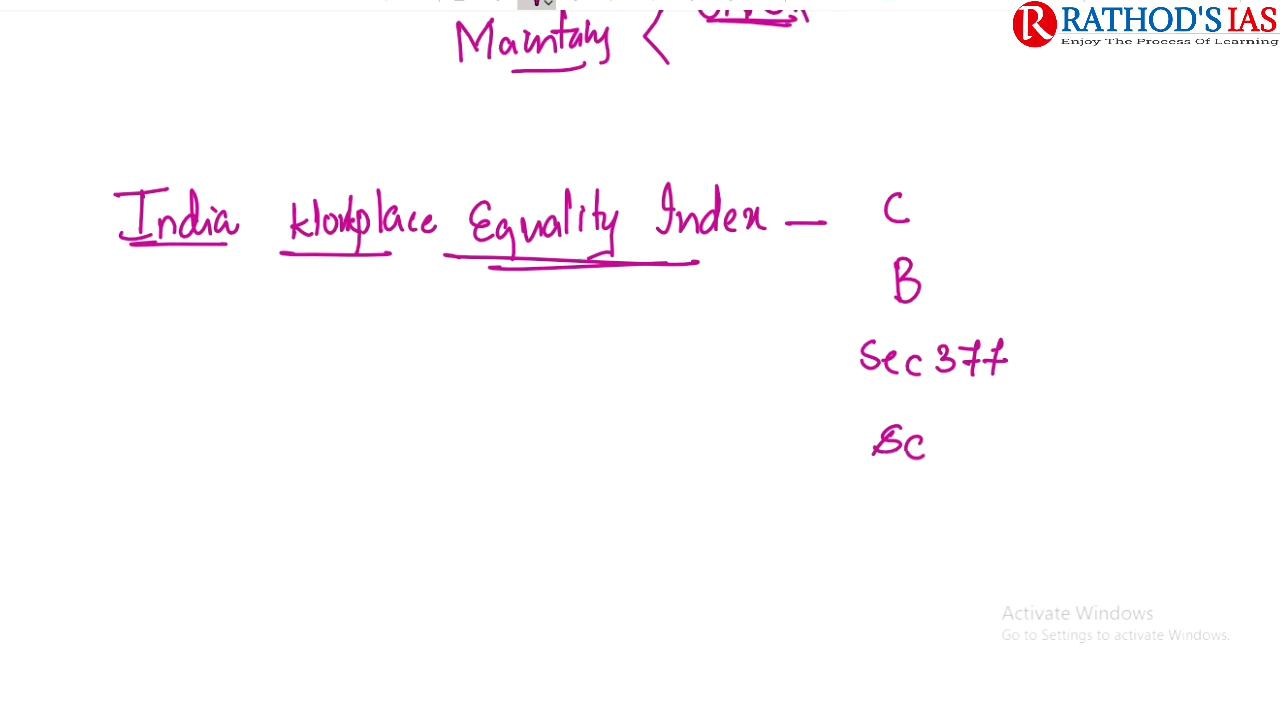 RATHOD'S IAS
Enjoy The Process Of Learning
<
India Workplace Equality Index — C
B
Sec 377
SC
Activate Windows
Go to Settings to activate Windows.